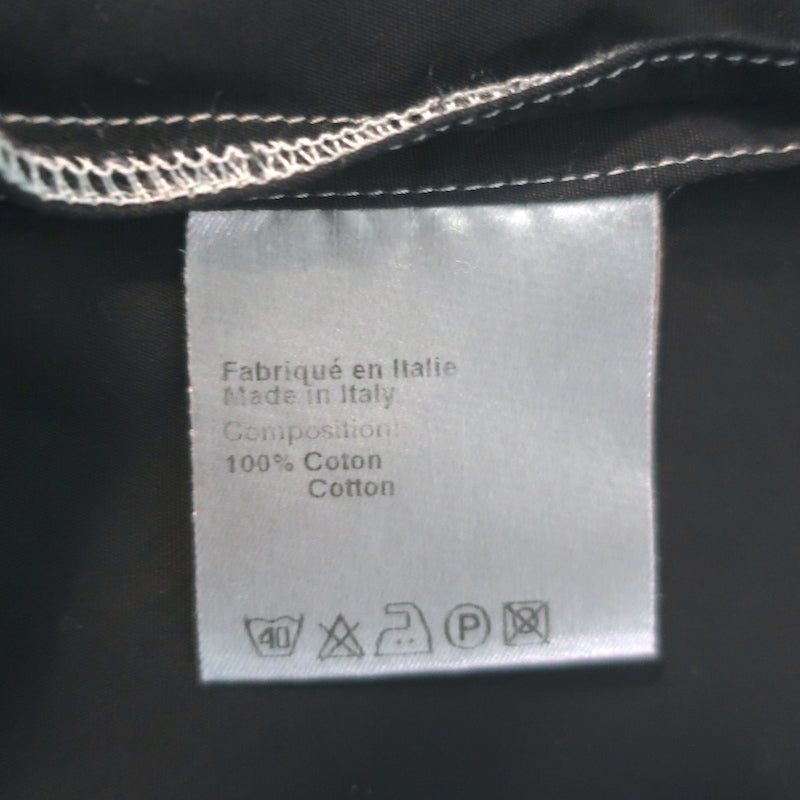 Fabriqué en Italie
Made in Italy
Composition:
100% Coton
Cotton
40 P